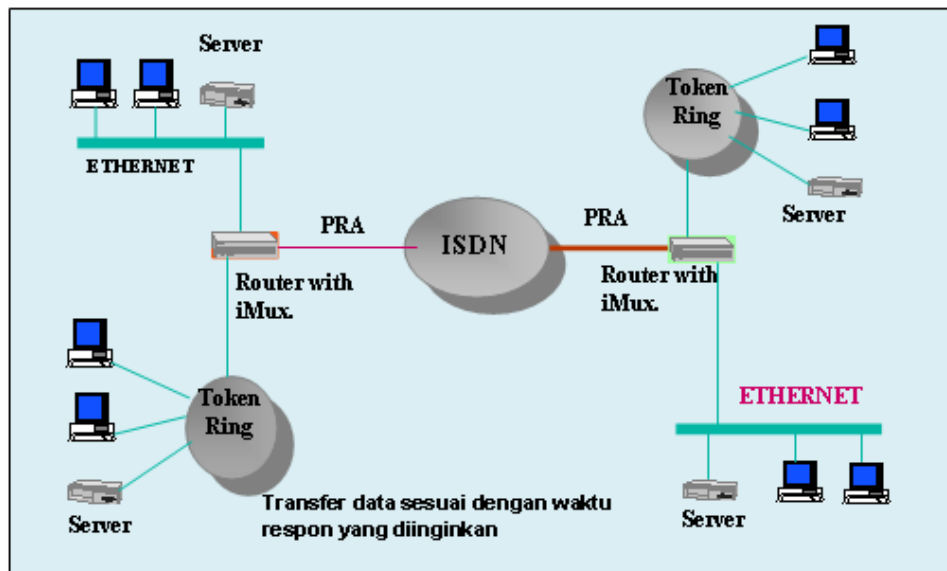 Server
ETHERNET
Token
Ring
Server
PRA
ISDN
PRA
Router with
iMux.
Router with
iMux.
Token
Ring
Server
ETHERNET
Server
Transfer data sesuai dengan waktu
respon yang diinginkan